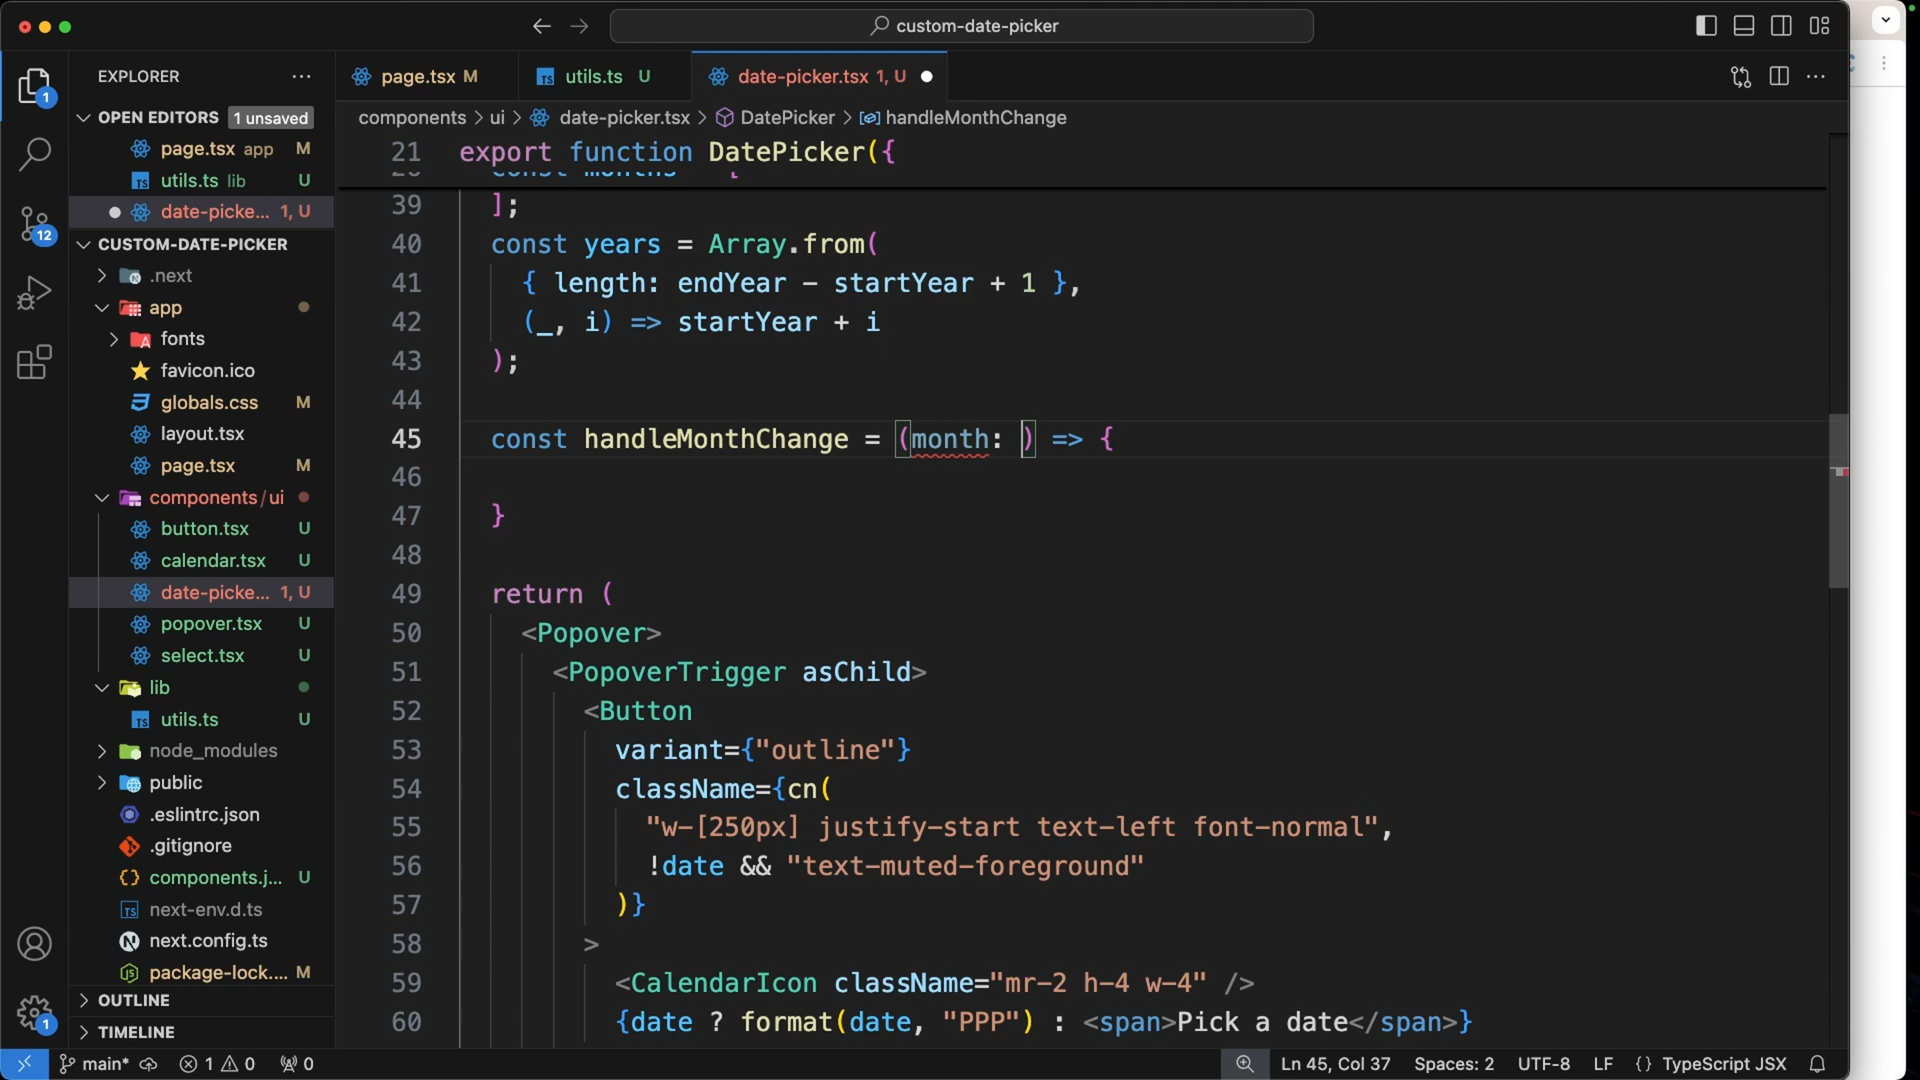 custom-date-picker
EXPLORER
OPEN EDITORS 1 unsaved
page.tsx app M
utils.ts lib U
date-picke... 1, U
CUSTOM-DATE-PICKER
.next
app
fonts
favicon.ico
globals.css M
layout.tsx
page.tsx M
components/ui
button.tsx U
calendar.tsx U
date-picke... 1, U
popover.tsx U
select.tsx U
lib
utils.ts U
node_modules
public
.eslintrc.json
.gitignore
components.j... U
next-env.d.ts
next.config.ts
package-lock.... M
OUTLINE
TIMELINE
1
12
1
page.tsx M
utils.ts U
date-picker.tsx 1, U
components > ui > date-picker.tsx > DatePicker > handleMonthChange
21 export function DatePicker({
39 ];
40 const years = Array.from(
41 { length: endYear - startYear + 1 },
42 (_, i) => startYear + i
43 );
44
45 const handleMonthChange = (month: ) => {
46
47 }
48
49 return (
50 <Popover>
51 <PopoverTrigger asChild>
52 <Button
53 variant={"outline"}
54 className={cn(
55 "w-[250px] justify-start text-left font-normal",
56 !date && "text-muted-foreground"
57 )}
58 >
59 <CalendarIcon className="mr-2 h-4 w-4" />
60 {date ? format(date, "PPP") : <span>Pick a date</span>}
main* 1 0 0
Ln 45, Col 37 Spaces: 2 UTF-8 LF {} TypeScript JSX